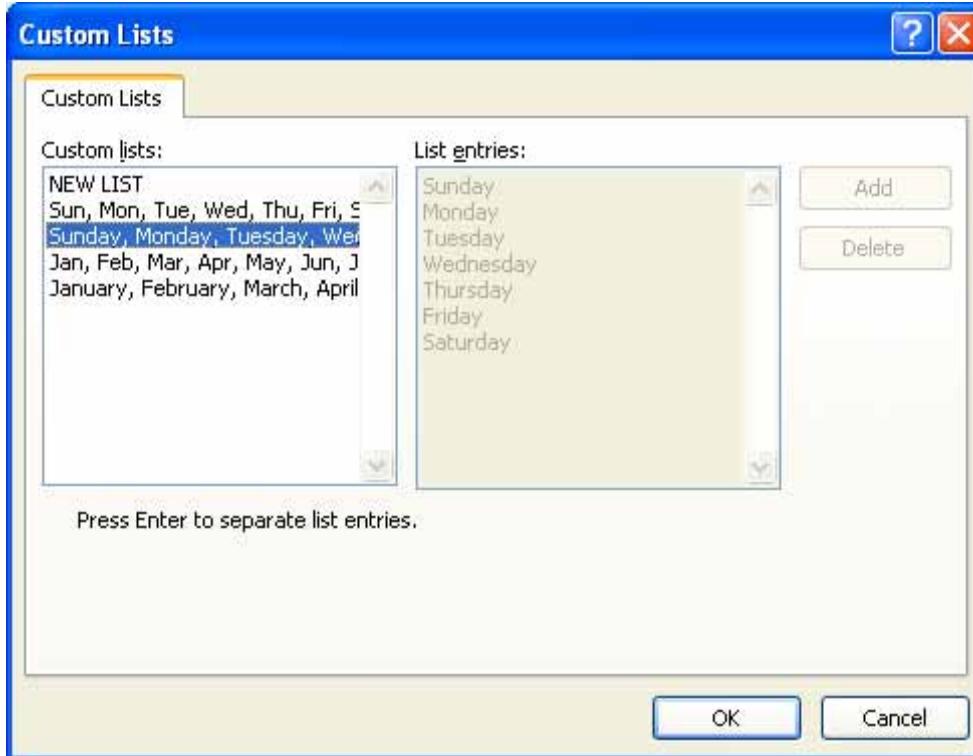 Custom Lists
Custom Lists
Custom lists:
NEW LIST
Sun, Mon, Tue, Wed, Thu, Fri, S
Sunday, Monday, Tuesday, Wed
Jan, Feb, Mar, Apr, May, Jun, J
January, February, March, April
List entries:
Sunday
Monday
Tuesday
Wednesday
Thursday
Friday
Saturday
Add
Delete
Press Enter to separate list entries.
OK
Cancel